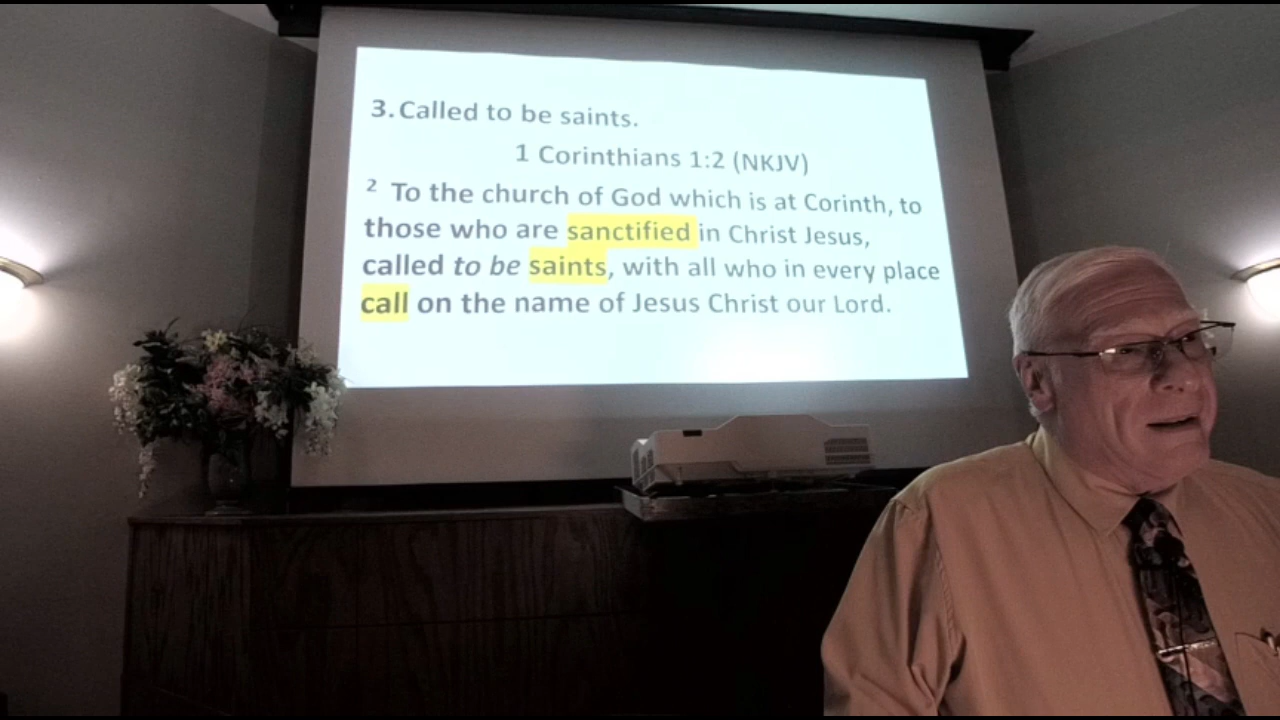 3. Called to be saints.
1 Corinthians 1:2 (NKJV)
2 To the church of God which is at Corinth, to
those who are sanctified in Christ Jesus,
called to be saints, with all who in every place
call on the name of Jesus Christ our Lord.